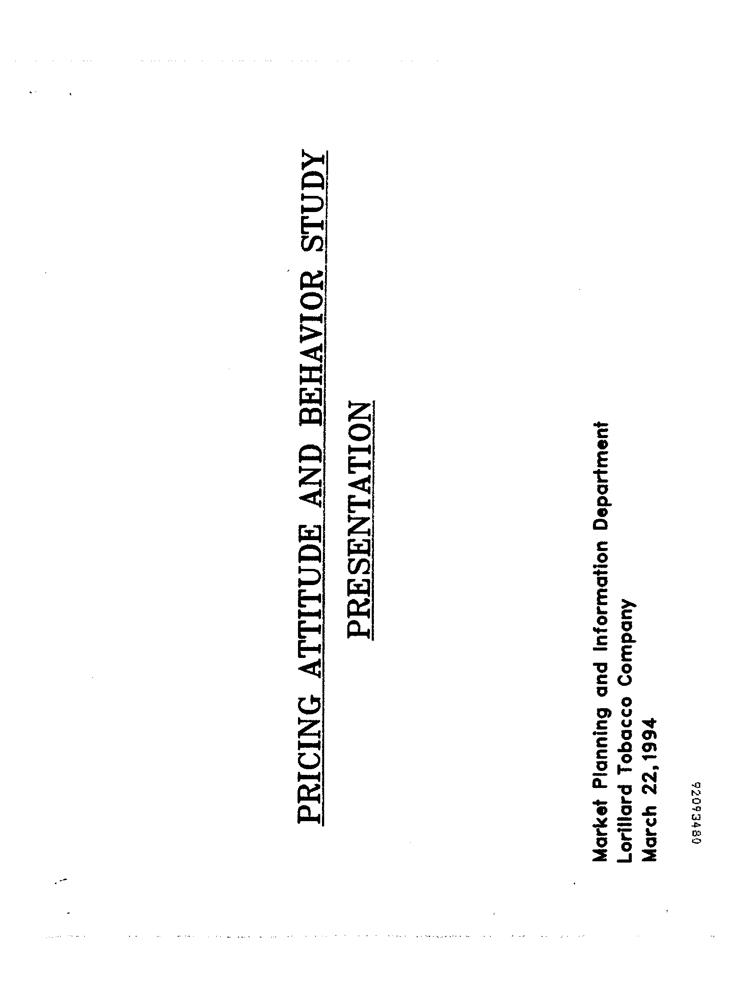 PRICING ATTITUDE AND BEHAVIOR STUDY
PRESENTATION
Market Planning and Information Department
Lorillard Tobacco Company
March 22,1994
92093480